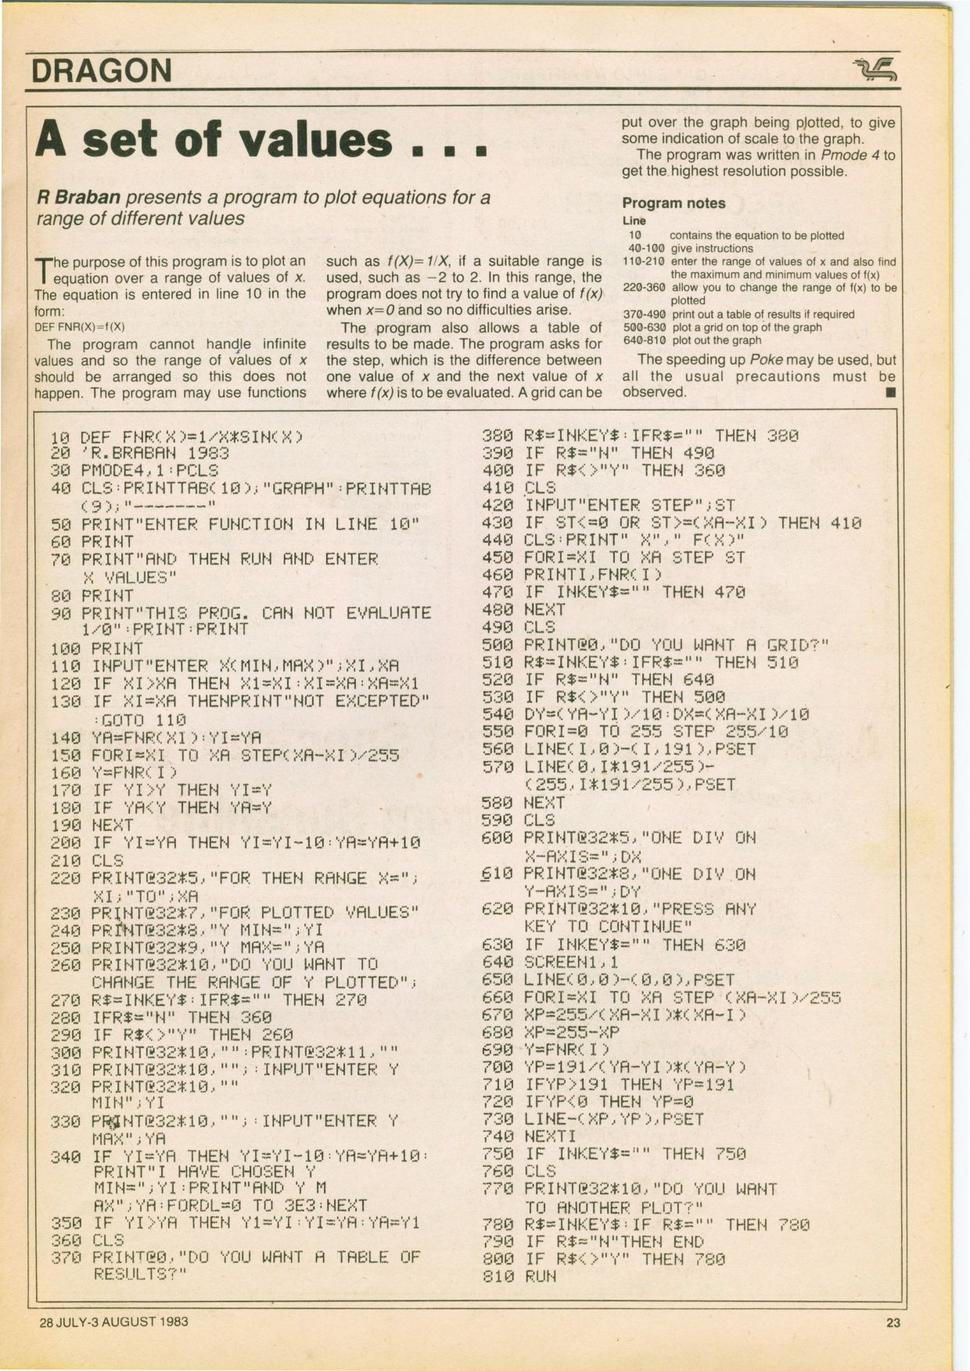 DRAGON
A set of values . . .
R Braban presents a program to plot equations for a
range of different values
The purpose of this program is to plot an
equation over a range of values of x.
The equation is entered in line 10 in the
form:
DEF FNR(X)=f(X)
The program cannot handle infinite
values and so the range of values of x
should be arranged so this does not
happen. The program may use functions
such as f(X)=1/X, if a suitable range is
used, such as −2 to 2. In this range, the
program does not try to find a value of f(x)
when x=0 and so no difficulties arise.
The program also allows a table of
results to be made. The program asks for
the step, which is the difference between
one value of x and the next value of x
where f(x) is to be evaluated. A grid can be
put over the graph being plotted, to give
some indication of scale to the graph.
The program was written in Pmode 4 to
get the highest resolution possible.
Program notes
Line
10 contains the equation to be plotted
40-100 give instructions
110-210 enter the range of values of x and also find
the maximum and minimum values of f(x)
220-360 allow you to change the range of f(x) to be
plotted
370-490 print out a table of results if required
500-630 plot a grid on top of the graph
640-810 plot out the graph
The speeding up Poke may be used, but
all the usual precautions must be
observed. ■
10 DEF FNR(X)=1/X*SIN(X)
20 'R.BRABAN 1983
30 PMODE4,1:PCLS
40 CLS:PRINTTAB(10);"GRAPH":PRINTTAB
(9);"-------"
50 PRINT"ENTER FUNCTION IN LINE 10"
60 PRINT
70 PRINT"AND THEN RUN AND ENTER
X VALUES"
80 PRINT
90 PRINT"THIS PROG. CAN NOT EVALUATE
1/0":PRINT:PRINT
100 PRINT
110 INPUT"ENTER X(MIN,MAX)";XI,XA
120 IF XI>XA THEN X1=XI:XI=XA:XA=X1
130 IF XI=XA THENPRINT"NOT EXCEPTED"
:GOTO 110
140 YA=FNR(XI):YI=YA
150 FORI=XI TO XA STEP(XA-XI)/255
160 Y=FNR(I)
170 IF YI>Y THEN YI=Y
180 IF YA<Y THEN YA=Y
190 NEXT
200 IF YI=YA THEN YI=YI-10:YA=YA+10
210 CLS
220 PRINT@32*5,"FOR THEN RANGE X=";
XI;"TO";XA
230 PRINT@32*7,"FOR PLOTTED VALUES"
240 PRINT@32*8,"Y MIN=";YI
250 PRINT@32*9,"Y MAX=";YA
260 PRINT@32*10,"DO YOU WANT TO
CHANGE THE RANGE OF Y PLOTTED";
270 R$=INKEY$:IFR$="" THEN 270
280 IFR$="N" THEN 360
290 IF R$<>"Y" THEN 260
300 PRINT@32*10,"":PRINT@32*11,""
310 PRINT@32*10,"";:INPUT"ENTER Y
320 PRINT@32*10,""
MIN";YI
330 PRINT@32*10,"";:INPUT"ENTER Y
MAX";YA
340 IF YI=YA THEN YI=YI-10:YA=YA+10:
PRINT"I HAVE CHOSEN Y
MIN=";YI:PRINT"AND Y M
AX";YA:FORDL=0 TO 3E3:NEXT
350 IF YI>YA THEN Y1=YI:YI=YA:YA=Y1
360 CLS
370 PRINT@0,"DO YOU WANT A TABLE OF
RESULTS?"
380 R$=INKEY$:IFR$="" THEN 380
390 IF R$="N" THEN 490
400 IF R$<>"Y" THEN 360
410 CLS
420 INPUT"ENTER STEP";ST
430 IF ST<=0 OR ST>=(XA-XI) THEN 410
440 CLS:PRINT" X"," F(X)"
450 FORI=XI TO XA STEP ST
460 PRINTI,FNR(I)
470 IF INKEY$="" THEN 470
480 NEXT
490 CLS
500 PRINT@0,"DO YOU WANT A GRID?"
510 R$=INKEY$:IFR$="" THEN 510
520 IF R$="N" THEN 640
530 IF R$<>"Y" THEN 500
540 DY=(YA-YI)/10:DX=(XA-XI)/10
550 FORI=0 TO 255 STEP 255/10
560 LINE(I,0)-(I,191),PSET
570 LINE(0,I*191/255)-
(255,I*191/255),PSET
580 NEXT
590 CLS
600 PRINT@32*5,"ONE DIV ON
X-AXIS=";DX
610 PRINT@32*8,"ONE DIV ON
Y-AXIS=";DY
620 PRINT@32*10,"PRESS ANY
KEY TO CONTINUE"
630 IF INKEY$="" THEN 630
640 SCREEN1,1
650 LINE(0,0)-(0,0),PSET
660 FORI=XI TO XA STEP (XA-XI)/255
670 XP=255/(XA-XI)*(XA-I)
680 XP=255-XP
690 Y=FNR(I)
700 YP=191/(YA-YI)*(YA-Y)
710 IFYP>191 THEN YP=191
720 IFYP<0 THEN YP=0
730 LINE-(XP,YP),PSET
740 NEXTI
750 IF INKEY$="" THEN 750
760 CLS
770 PRINT@32*10,"DO YOU WANT
TO ANOTHER PLOT?"
780 R$=INKEY$:IF R$="" THEN 780
790 IF R$="N"THEN END
800 IF R$<>"Y" THEN 780
810 RUN
28 JULY-3 AUGUST 1983
23